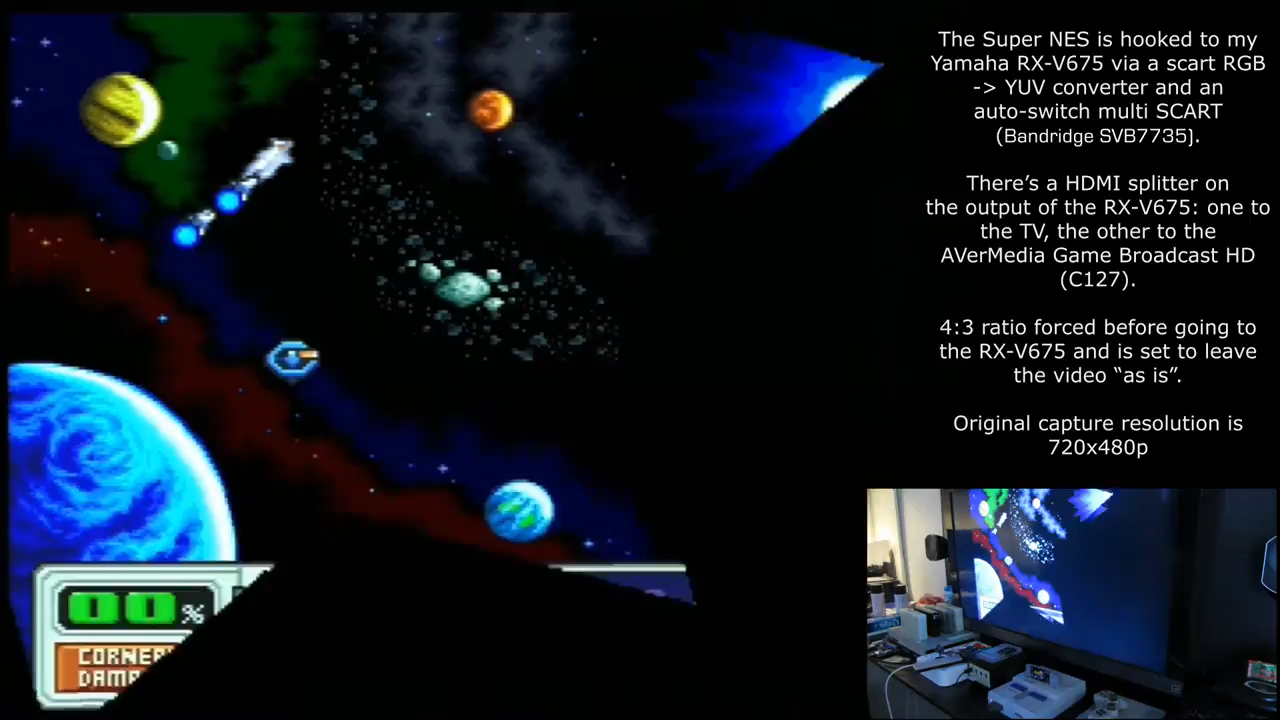 The Super NES is hooked to my
Yamaha RX-V675 via a scart RGB
-> YUV converter and an
auto-switch multi SCART
(Bandridge SVB7735).
There’s a HDMI splitter on
the output of the RX-V675: one to
the TV, the other to the
AVerMedia Game Broadcast HD
(C127).
4:3 ratio forced before going to
the RX-V675 and is set to leave
the video “as is”.
Original capture resolution is
720x480p
00%